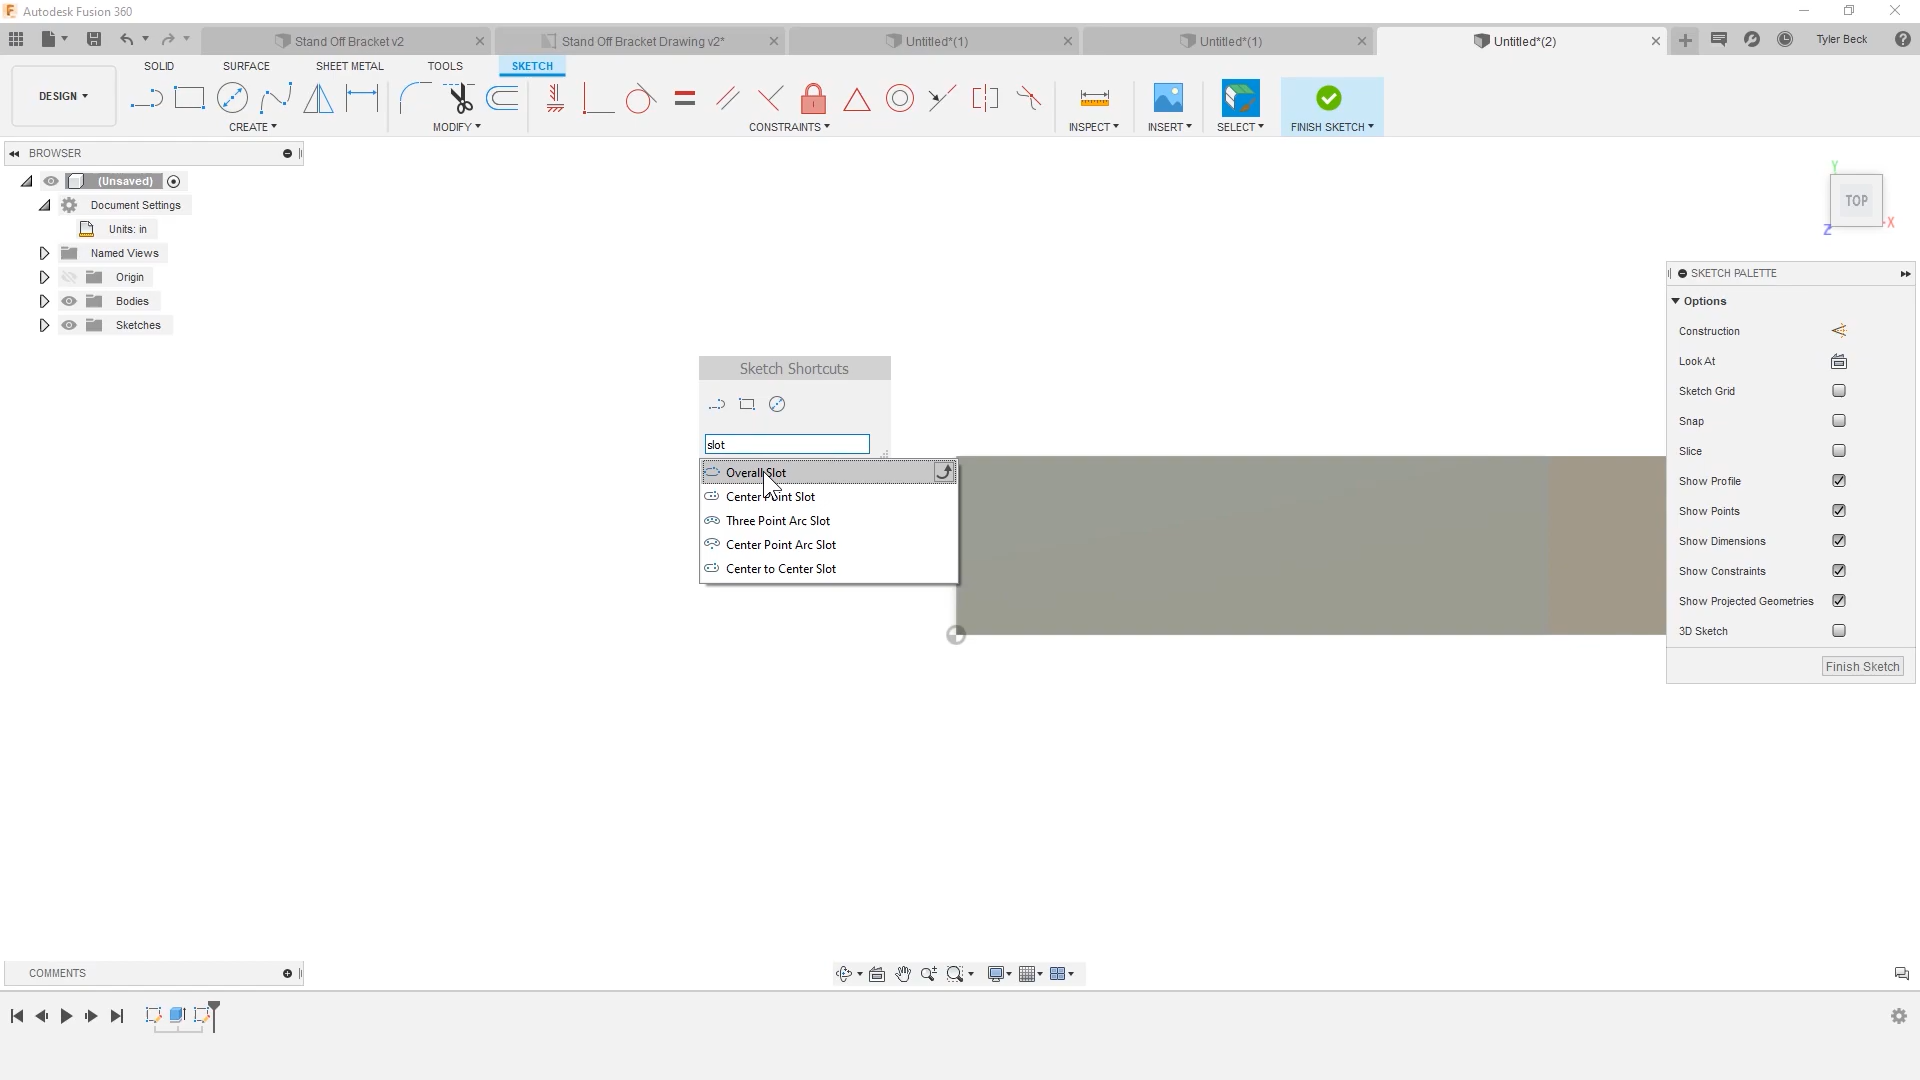 Autodesk Fusion 360
Stand Off Bracket v2
Stand Off Bracket Drawing v2*
Untitled*(1)
Untitled*(1)
Untitled*(2)
Tyler Beck
DESIGN
SOLID
SURFACE
SHEET METAL
TOOLS
SKETCH
CREATE
MODIFY
CONSTRAINTS
INSPECT
INSERT
SELECT
FINISH SKETCH
BROWSER
(Unsaved)
Document Settings
Units: in
Named Views
Origin
Bodies
Sketches
Y
TOP
X
Z
Sketch Shortcuts
slot
Overall Slot
Center Point Slot
Three Point Arc Slot
Center Point Arc Slot
Center to Center Slot
SKETCH PALETTE
Options
Construction
Look At
Sketch Grid
Snap
Slice
Show Profile
Show Points
Show Dimensions
Show Constraints
Show Projected Geometries
3D Sketch
Finish Sketch
COMMENTS